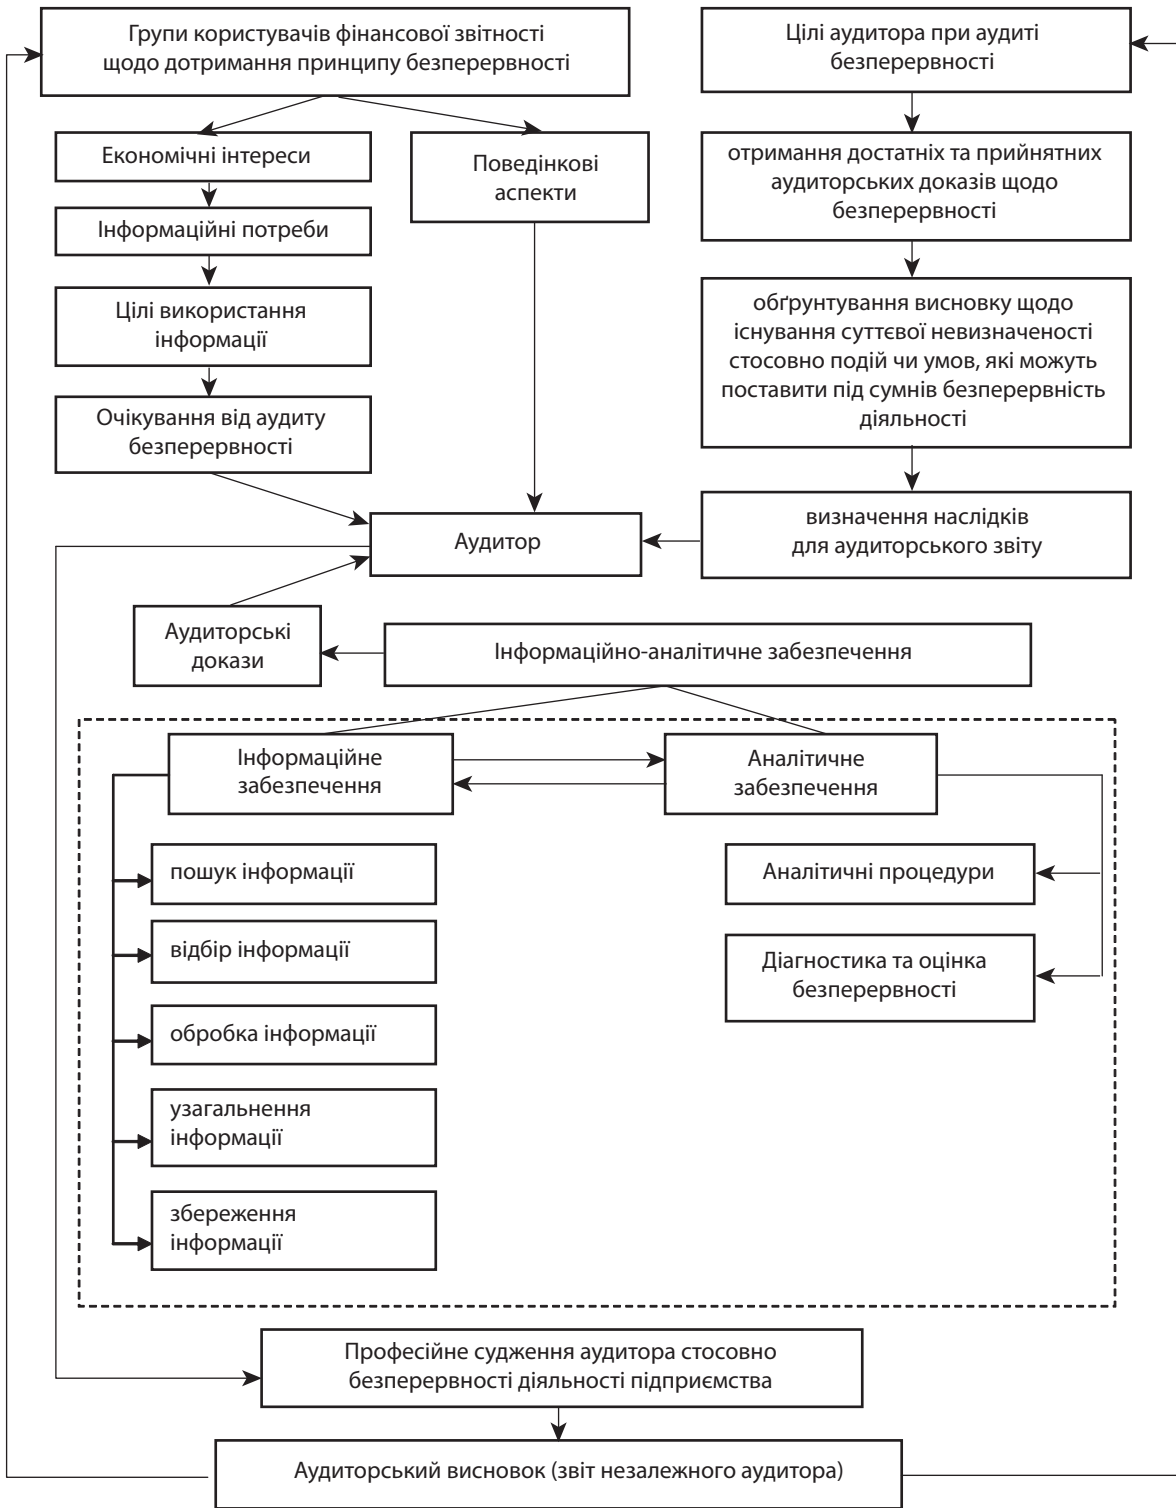 Групи користувачів фінансової звітності
щодо дотримання принципу безперервності
Економічні інтереси
Інформаційні потреби
Цілі використання
інформації
Очікування від аудиту
безперервності
Поведінкові
аспекти
Цілі аудитора при аудиті
безперервності
отримання достатніх та прийнятних
аудиторських доказів щодо
безперервності
обґрунтування висновку щодо
існування суттєвої невизначеності
стосовно подій чи умов, які можуть
поставити під сумнів безперервність
діяльності
визначення наслідків
для аудиторського звіту
Аудитор
Аудиторські
докази
Інформаційно-аналітичне забезпечення
Інформаційне
забезпечення
Аналітичне
забезпечення
пошук інформації
відбір інформації
обробка інформації
узагальнення
інформації
збереження
інформації
Аналітичні процедури
Діагностика та оцінка
безперервності
Професійне судження аудитора стосовно
безперервності діяльності підприємства
Аудиторський висновок (звіт незалежного аудитора)